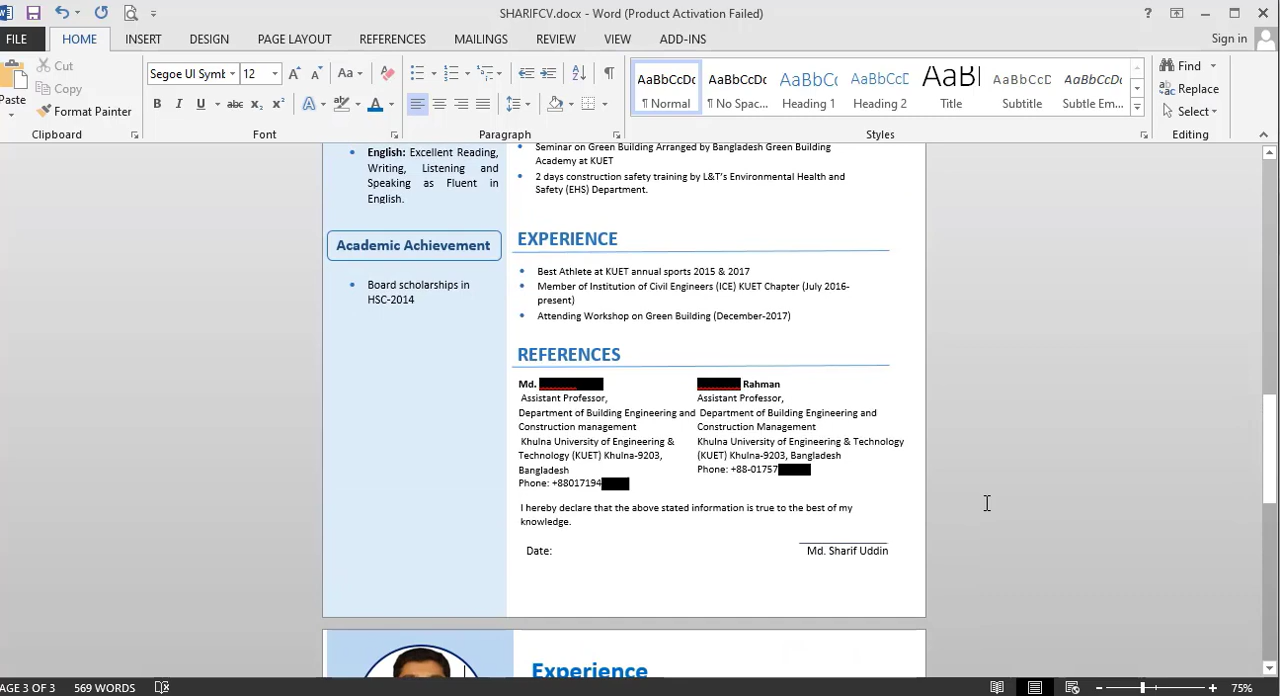 SHARIFCV.docx - Word (Product Activation Failed)
FILE HOME INSERT DESIGN PAGE LAYOUT REFERENCES MAILINGS REVIEW VIEW ADD-INS Sign in
Paste
Cut
Copy
Format Painter
Clipboard
Segoe UI Symt 12
Font
Paragraph
AaBbCcDc AaBbCcDc AaBbCc AaBbCcD AaB AaBbCcD AaBbCcDc
¶ Normal ¶ No Spac... Heading 1 Heading 2 Title Subtitle Subtle Em...
Styles
Find
Replace
Select
Editing
English: Excellent Reading,
Writing, Listening and
Speaking as Fluent in
English.
Academic Achievement
Board scholarships in
HSC-2014
Seminar on Green Building Arranged by Bangladesh Green Building
Academy at KUET
2 days construction safety training by L&T's Environmental Health and
Safety (EHS) Department.
EXPERIENCE
Best Athlete at KUET annual sports 2015 & 2017
Member of Institution of Civil Engineers (ICE) KUET Chapter (July 2016-
present)
Attending Workshop on Green Building (December-2017)
REFERENCES
Md.
Assistant Professor,
Department of Building Engineering and
Construction management
Khulna University of Engineering &
Technology (KUET) Khulna-9203,
Bangladesh
Phone: +88017194
Rahman
Assistant Professor,
Department of Building Engineering and
Construction Management
Khulna University of Engineering & Technology
(KUET) Khulna-9203, Bangladesh
Phone: +88-01757
I hereby declare that the above stated information is true to the best of my
knowledge.
Date:
Md. Sharif Uddin
Experience
PAGE 3 OF 3 569 WORDS 75%